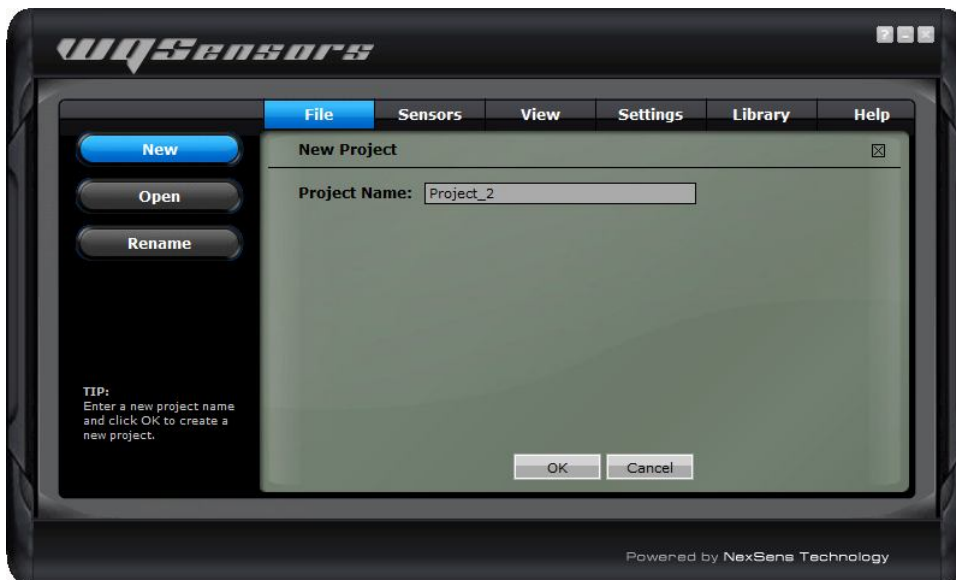 WQSensors
File Sensors View Settings Library Help
New
Open
Rename
New Project
Project Name: Project_2
TIP:
Enter a new project name
and click OK to create a
new project.
OK Cancel
Powered by NexSens Technology